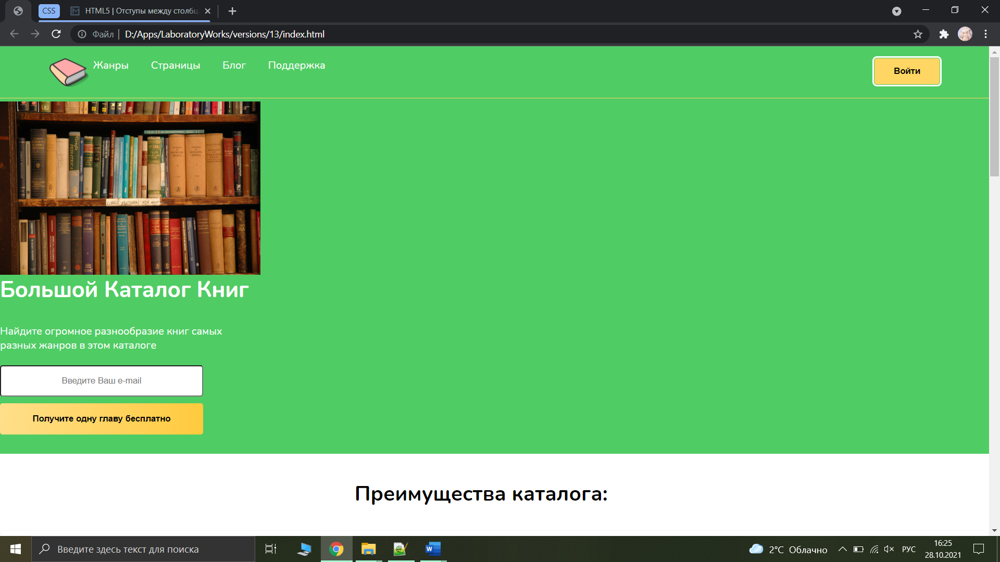 CSS
HTML5 | Отступы между столбц
Файл | D:/Apps/LaboratoryWorks/versions/13/index.html
Жанры Страницы Блог Поддержка
Войти
LIBROS
Большой Каталог Книг
Найдите огромное разнообразие книг самых
разных жанров в этом каталоге
Введите Ваш e-mail
Получите одну главу бесплатно
Преимущества каталога:
Введите здесь текст для поиска
2°C Облачно
РУС
16:25
28.10.2021